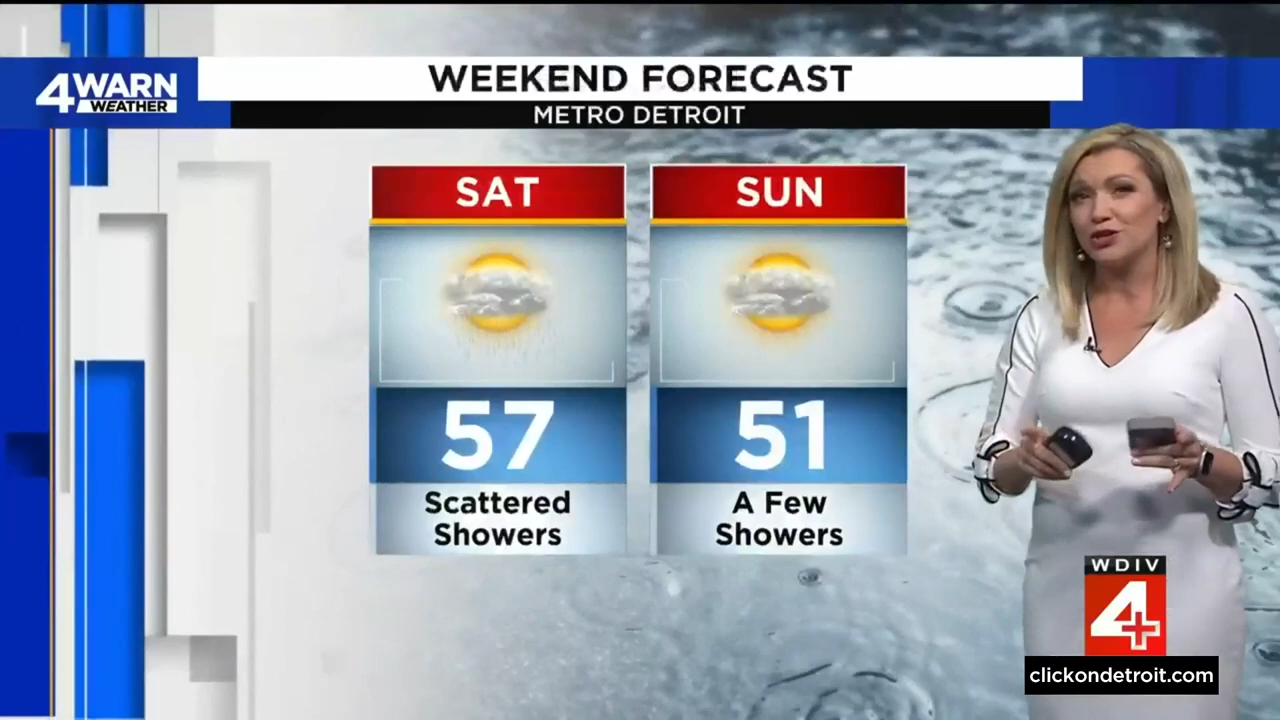 4WARN
WEATHER
WEEKEND FORECAST
METRO DETROIT
SAT
SUN
57
51
Scattered
Showers
A Few
Showers
WDIV
4+
clickondetroit.com